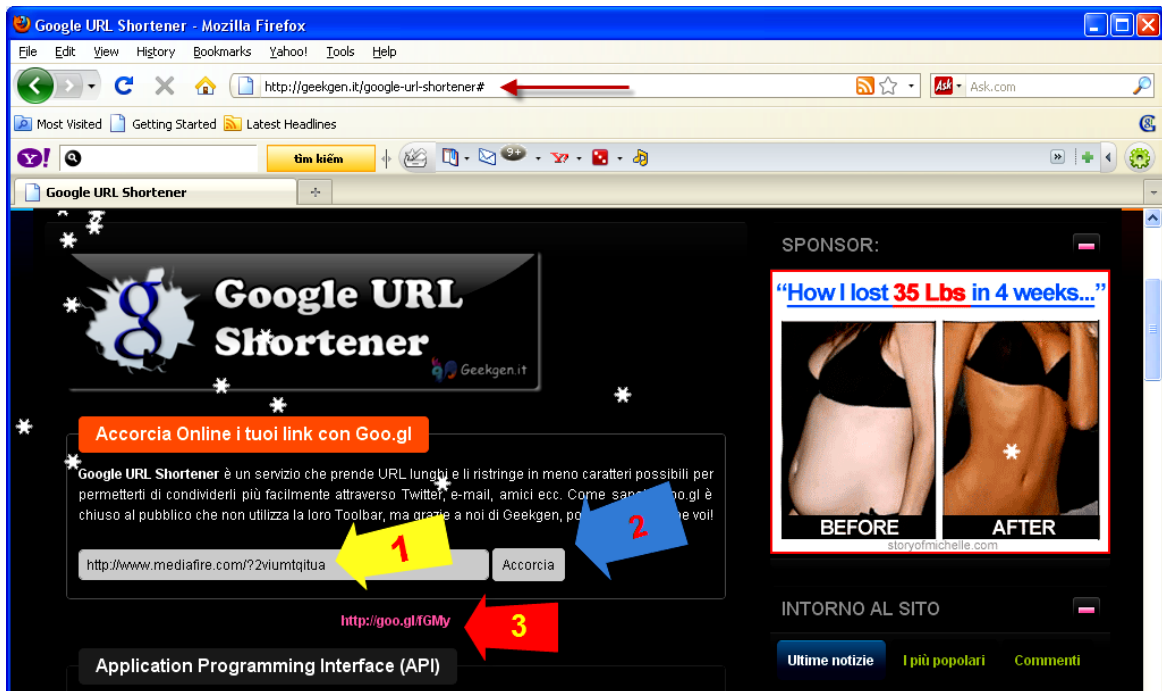 Google URL Shortener - Mozilla Firefox
File Edit View History Bookmarks Yahoo! Tools Help
http://geekgen.it/google-url-shortener#
Ask Ask.com
Most Visited Getting Started Latest Headlines
Y! tìm kiếm 9+
Google URL Shortener
Google URL
Shortener
Geekgen.it
Accorcia Online i tuoi link con Goo.gl
Google URL Shortener è un servizio che prende URL lunghi e li ristringe in meno caratteri possibili per
permetterti di condividerli più facilmente attraverso Twitter, e-mail, amici ecc. Come goo.gl è
chiuso al pubblico che non utilizza la loro Toolbar, ma grazie a noi di Geekgen, voi!
1
2
http://www.mediafire.com/?2viumtqitua Accorcia
http://goo.gl/fGMy
3
Application Programming Interface (API)
SPONSOR:
“How I lost 35 Lbs in 4 weeks...”
BEFORE AFTER
storyofmichelle.com
INTORNO AL SITO
Ultime notizie I più popolari Commenti